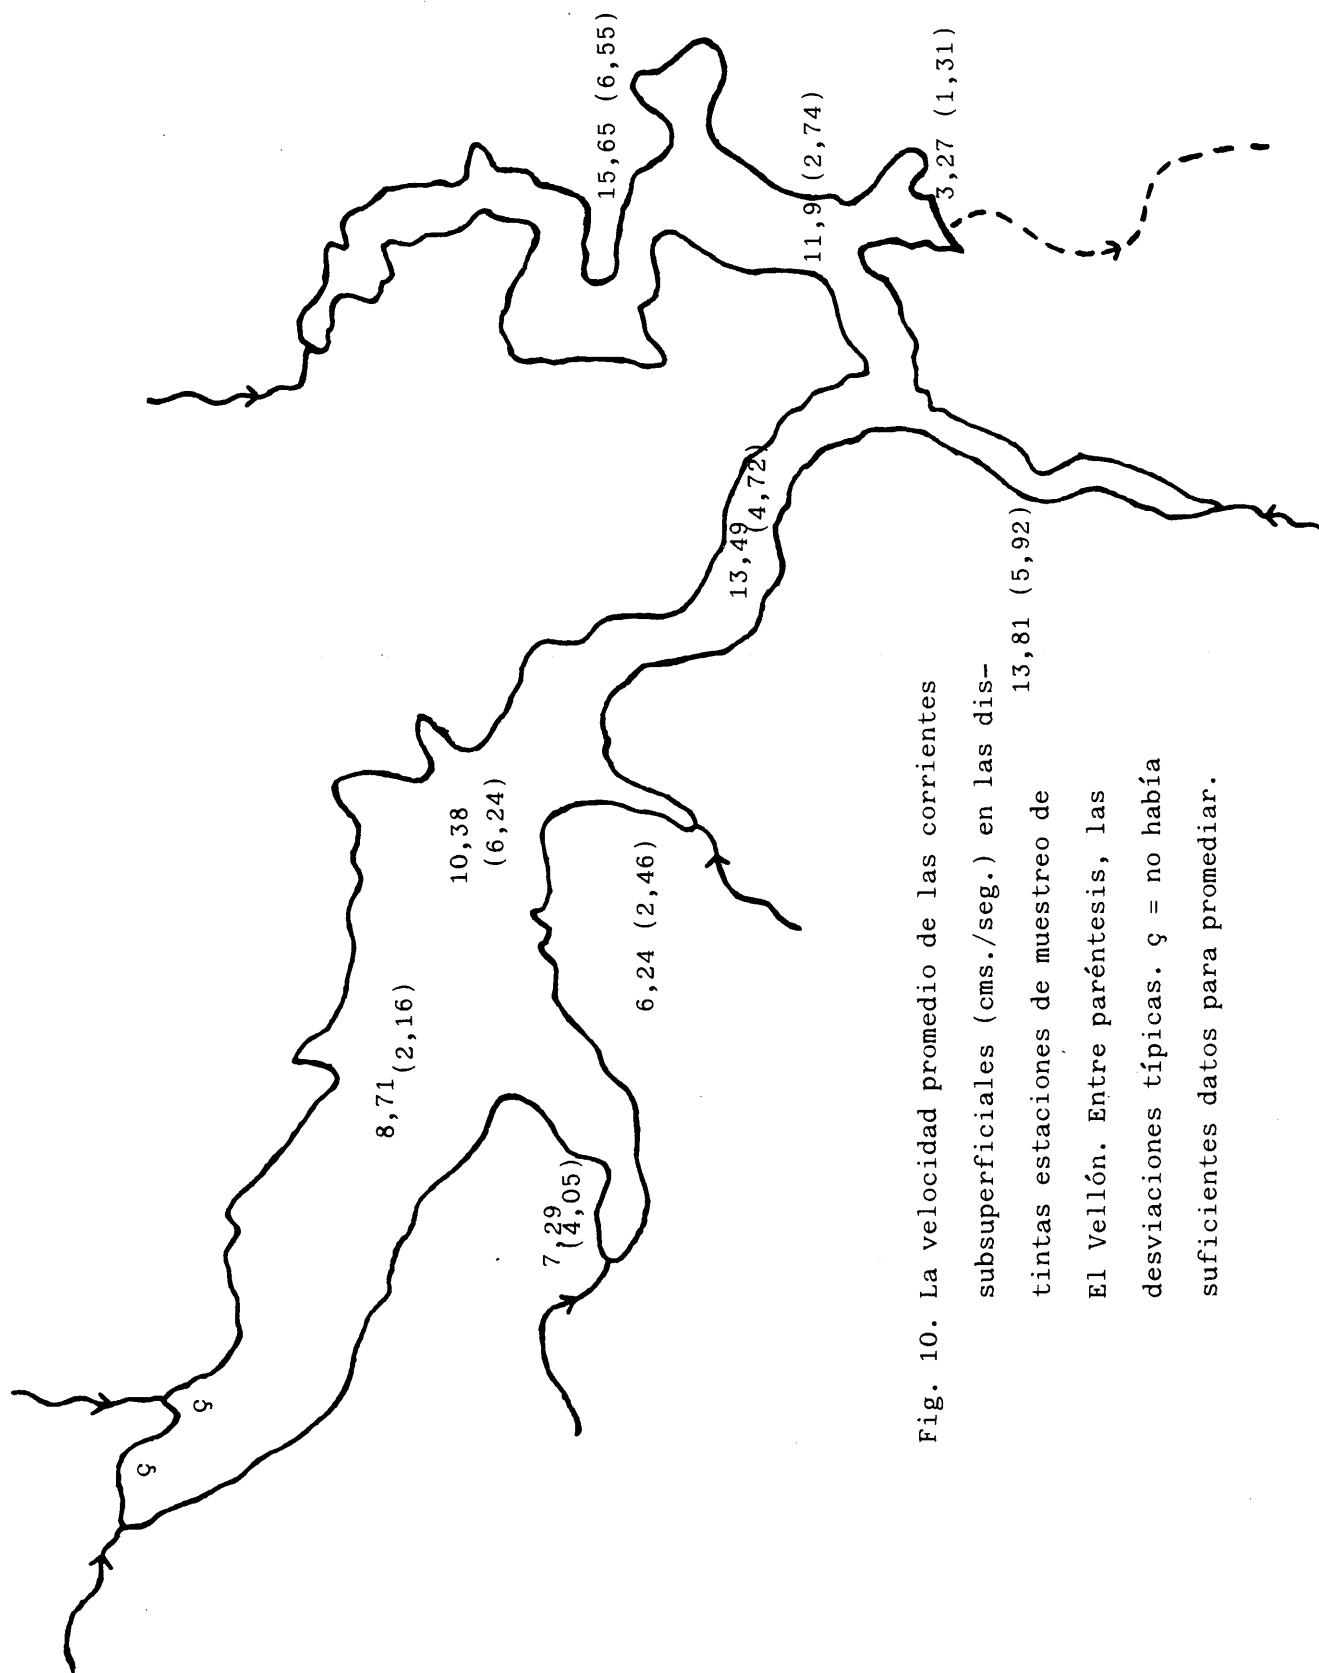 15,65 (6,55)
11,9 (2,74)
3,27 (1,31)
13,49
(4,72)
13,81 (5,92)
10,38
(6,24)
6,24 (2,46)
8,71
(2,16)
7,29
(4,05)
ς
ς
Fig. 10. La velocidad promedio de las corrientes
subsuperficiales (cms./seg.) en las dis-
tintas estaciones de muestreo de
El Vellón. Entre paréntesis, las
desviaciones típicas. ς = no había
suficientes datos para promediar.